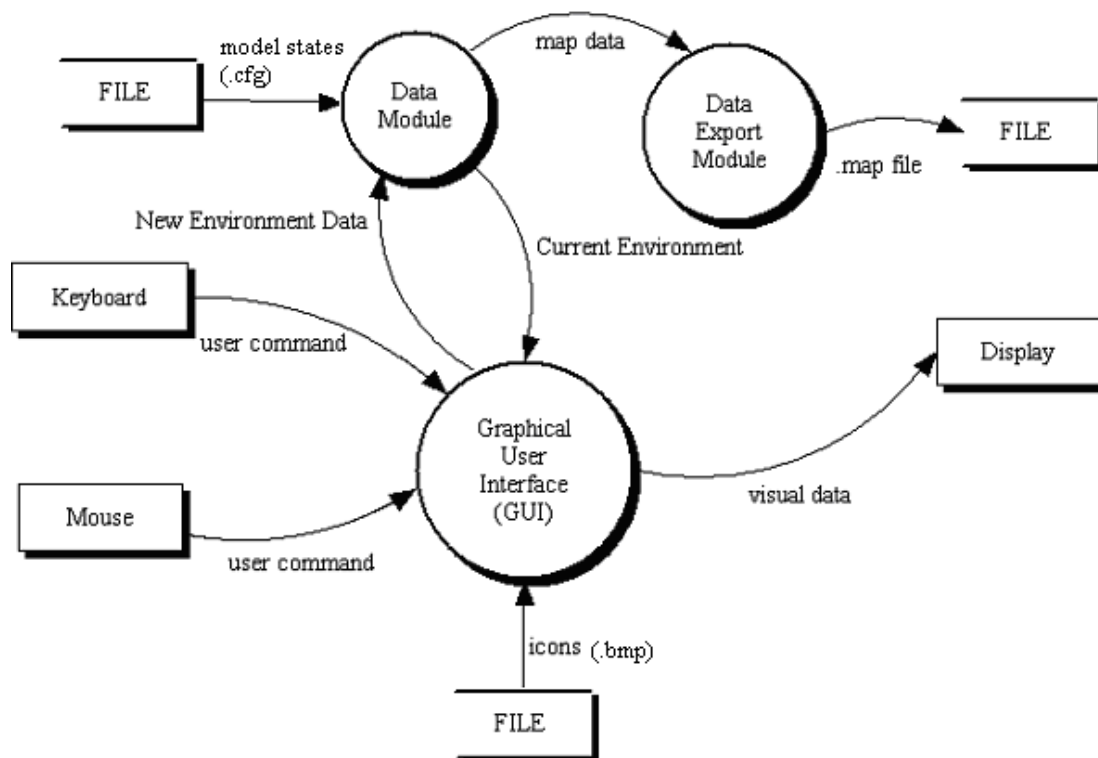 model states
(.cfg)
FILE
Data
Module
map data
Data
Export
Module
FILE
.map file
New Environment Data
Current Environment
Keyboard
user command
Display
Graphical
User
Interface
(GUI)
visual data
Mouse
user command
icons (.bmp)
FILE